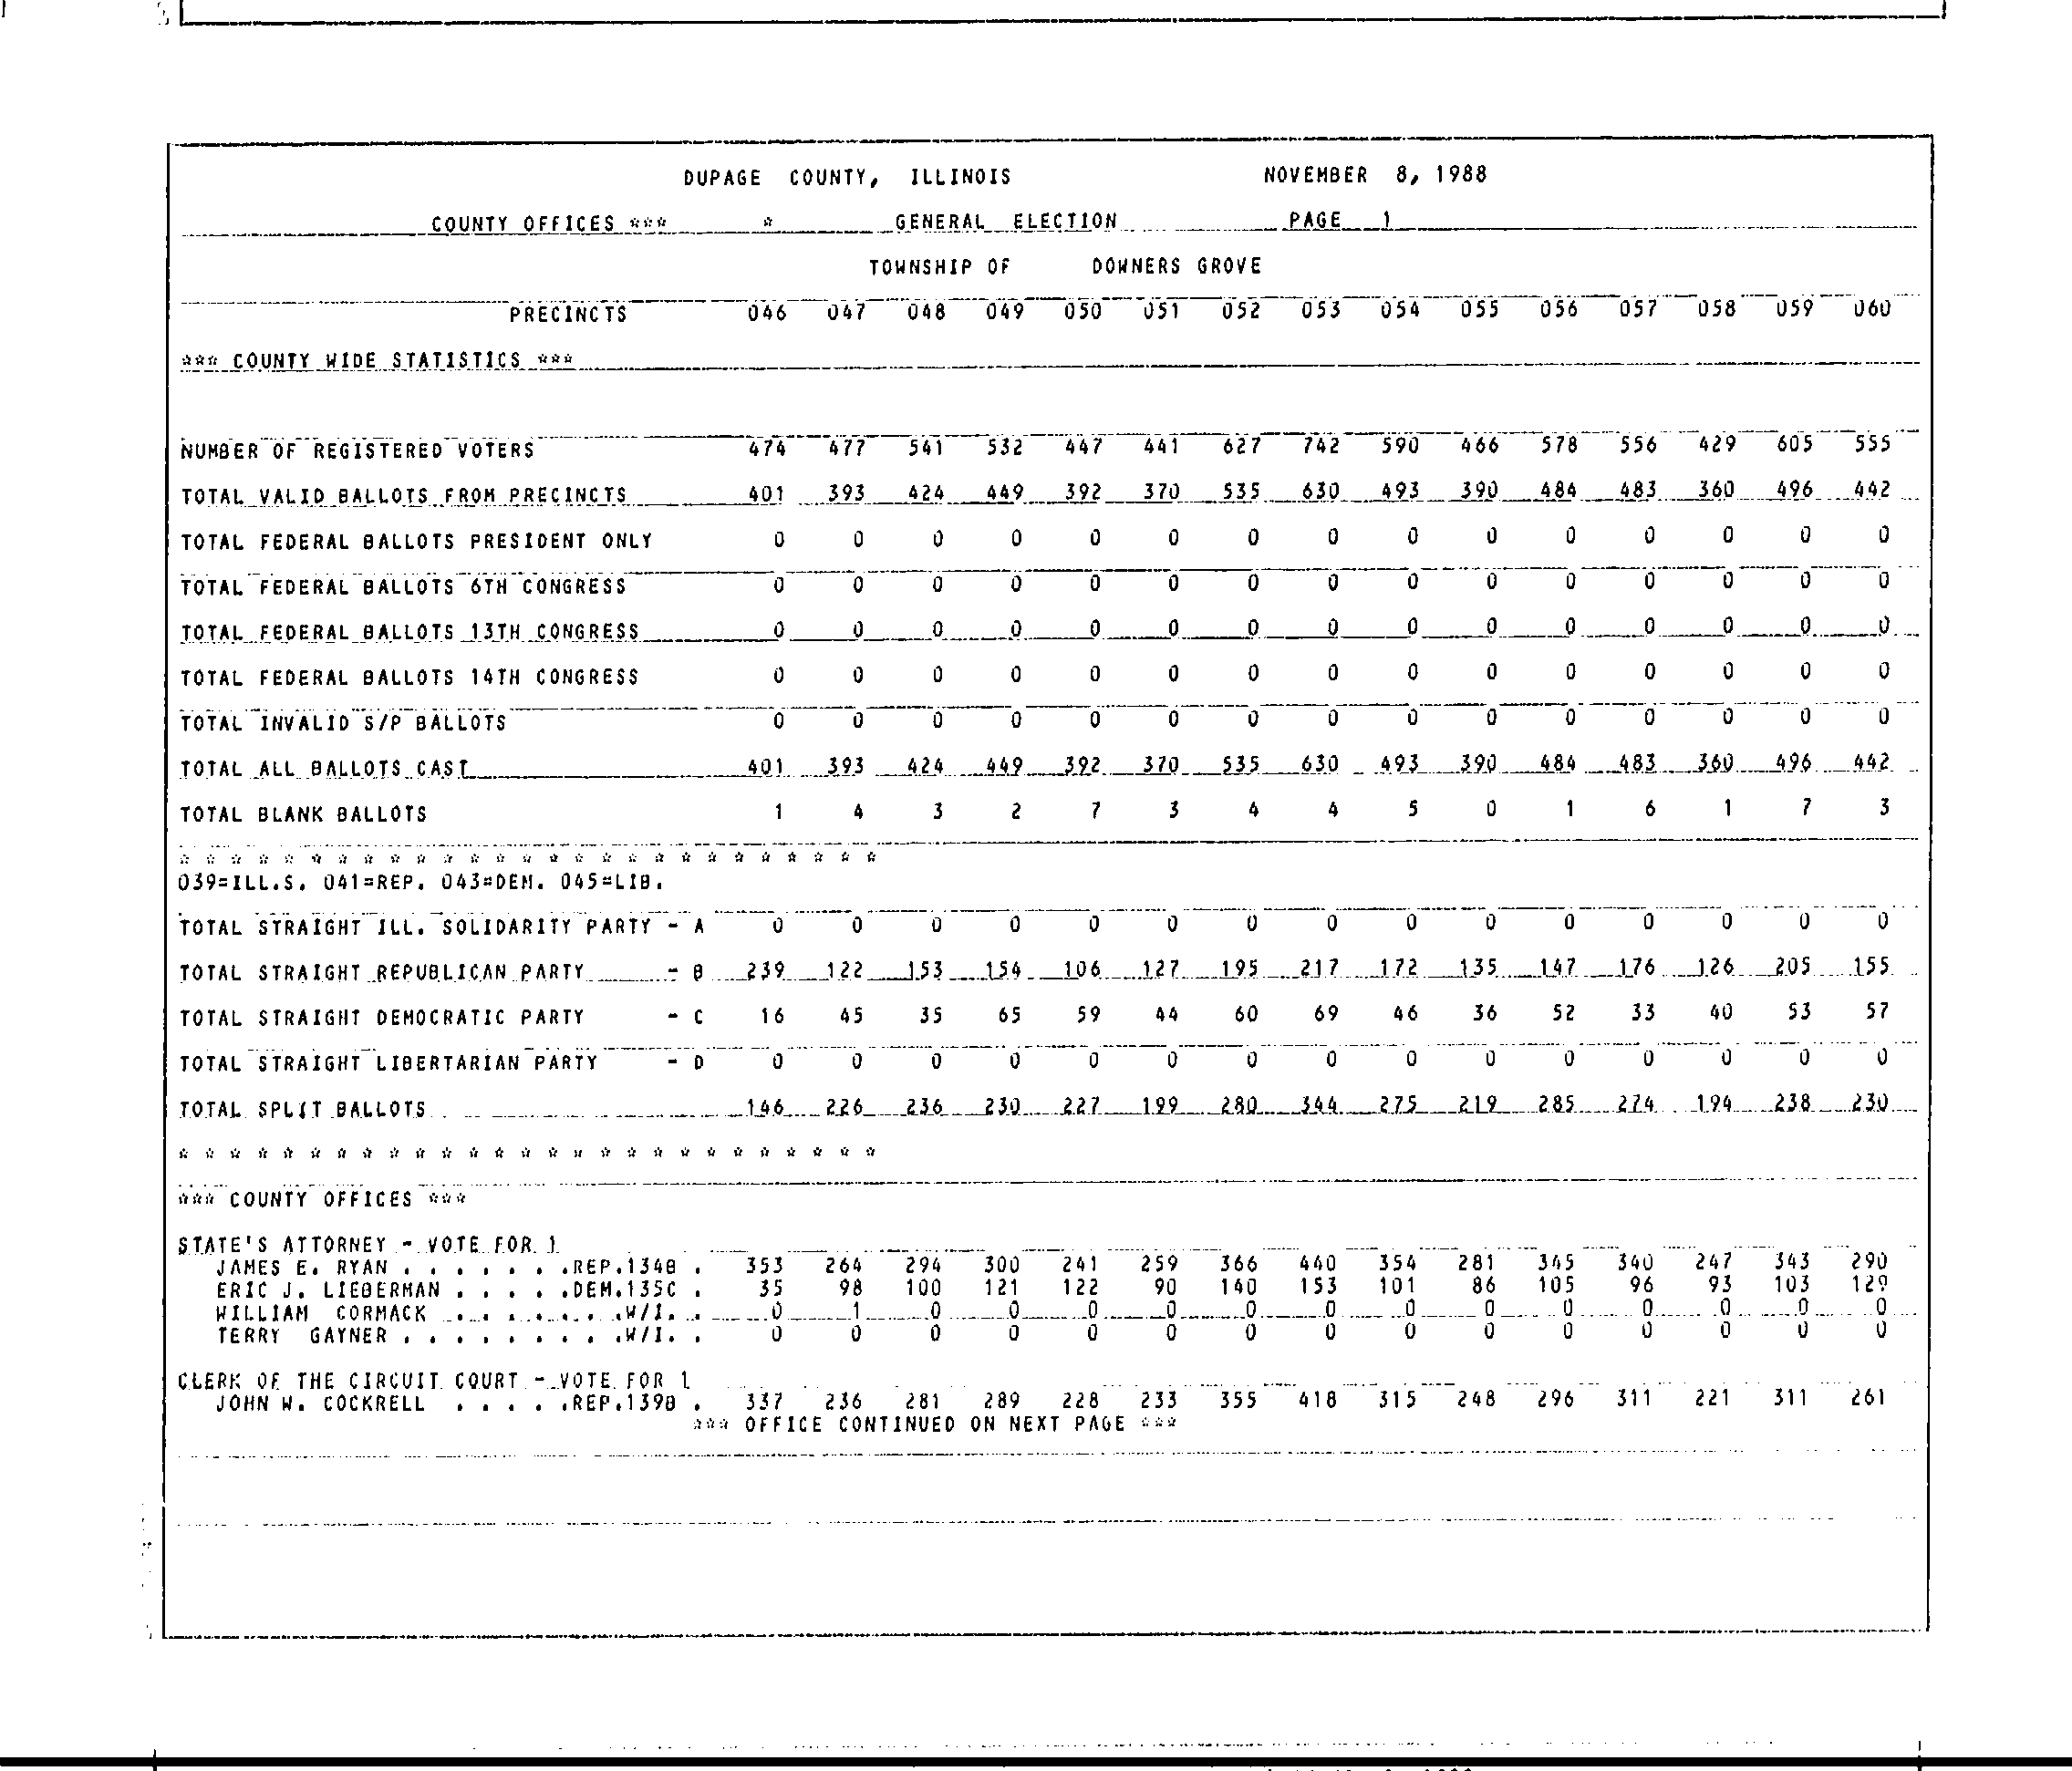 DUPAGE COUNTY, ILLINOIS NOVEMBER 8, 1988
COUNTY OFFICES *** * GENERAL ELECTION PAGE 1
TOWNSHIP OF DOWNERS GROVE
PRECINCTS 046 047 048 049 050 051 052 053 054 055 056 057 058 059 060
*** COUNTY WIDE STATISTICS ***
NUMBER OF REGISTERED VOTERS 474 477 541 532 447 441 627 742 590 466 578 556 429 605 555
TOTAL VALID BALLOTS FROM PRECINCTS 401 393 424 449 392 370 535 630 493 390 484 483 360 496 442
TOTAL FEDERAL BALLOTS PRESIDENT ONLY 0 0 0 0 0 0 0 0 0 0 0 0 0 0 0
TOTAL FEDERAL BALLOTS 6TH CONGRESS 0 0 0 0 0 0 0 0 0 0 0 0 0 0 0
TOTAL FEDERAL BALLOTS 13TH CONGRESS 0 0 0 0 0 0 0 0 0 0 0 0 0 0 0
TOTAL FEDERAL BALLOTS 14TH CONGRESS 0 0 0 0 0 0 0 0 0 0 0 0 0 0 0
TOTAL INVALID S/P BALLOTS 0 0 0 0 0 0 0 0 0 0 0 0 0 0 0
TOTAL ALL BALLOTS CAST 401 393 424 449 392 370 535 630 493 390 484 483 360 496 442
TOTAL BLANK BALLOTS 1 4 3 2 7 3 4 4 5 0 1 6 1 7 3
* * * * * * * * * * * * * * * * * * * * * * * * * * *
039=ILL.S. 041=REP. 043=DEM. 045=LIB.
TOTAL STRAIGHT ILL. SOLIDARITY PARTY - A 0 0 0 0 0 0 0 0 0 0 0 0 0 0 0
TOTAL STRAIGHT REPUBLICAN PARTY - B 239 122 153 154 106 127 195 217 172 135 147 176 126 205 155
TOTAL STRAIGHT DEMOCRATIC PARTY - C 16 45 35 65 59 44 60 69 46 36 52 33 40 53 57
TOTAL STRAIGHT LIBERTARIAN PARTY - D 0 0 0 0 0 0 0 0 0 0 0 0 0 0 0
TOTAL SPLIT BALLOTS 146 226 236 230 227 199 280 344 275 219 285 274 194 238 230
* * * * * * * * * * * * * * * * * * * * * * * * * * *
*** COUNTY OFFICES ***
STATE'S ATTORNEY - VOTE FOR 1
JAMES E. RYAN . . . . . . .REP.134B . 353 264 294 300 241 259 366 440 354 281 345 340 247 343 290
ERIC J. LIEBERMAN . . . . .DEM.135C . 35 98 100 121 122 90 140 153 101 86 105 96 93 103 129
WILLIAM CORMACK . . . . . . .W/I. . 0 1 0 0 0 0 0 0 0 0 0 0 0 0 0
TERRY GAYNER . . . . . . . . .W/I. . 0 0 0 0 0 0 0 0 0 0 0 0 0 0 0
CLERK OF THE CIRCUIT COURT - VOTE FOR 1
JOHN W. COCKRELL . . . . .REP.139B . 337 236 281 289 228 233 355 418 315 248 296 311 221 311 261
*** OFFICE CONTINUED ON NEXT PAGE ***